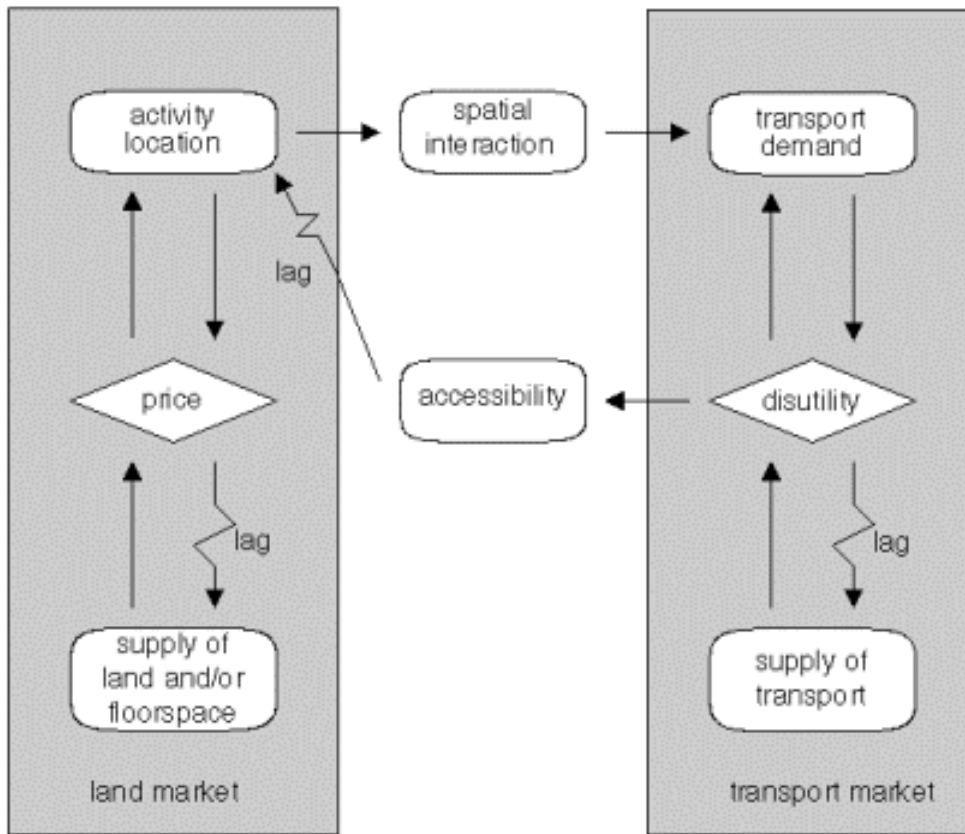 activity
location
spatial
interaction
transport
demand
lag
price
accessibility
disutility
lag
lag
supply of
land and/or
floorspace
supply of
transport
land market
transport market